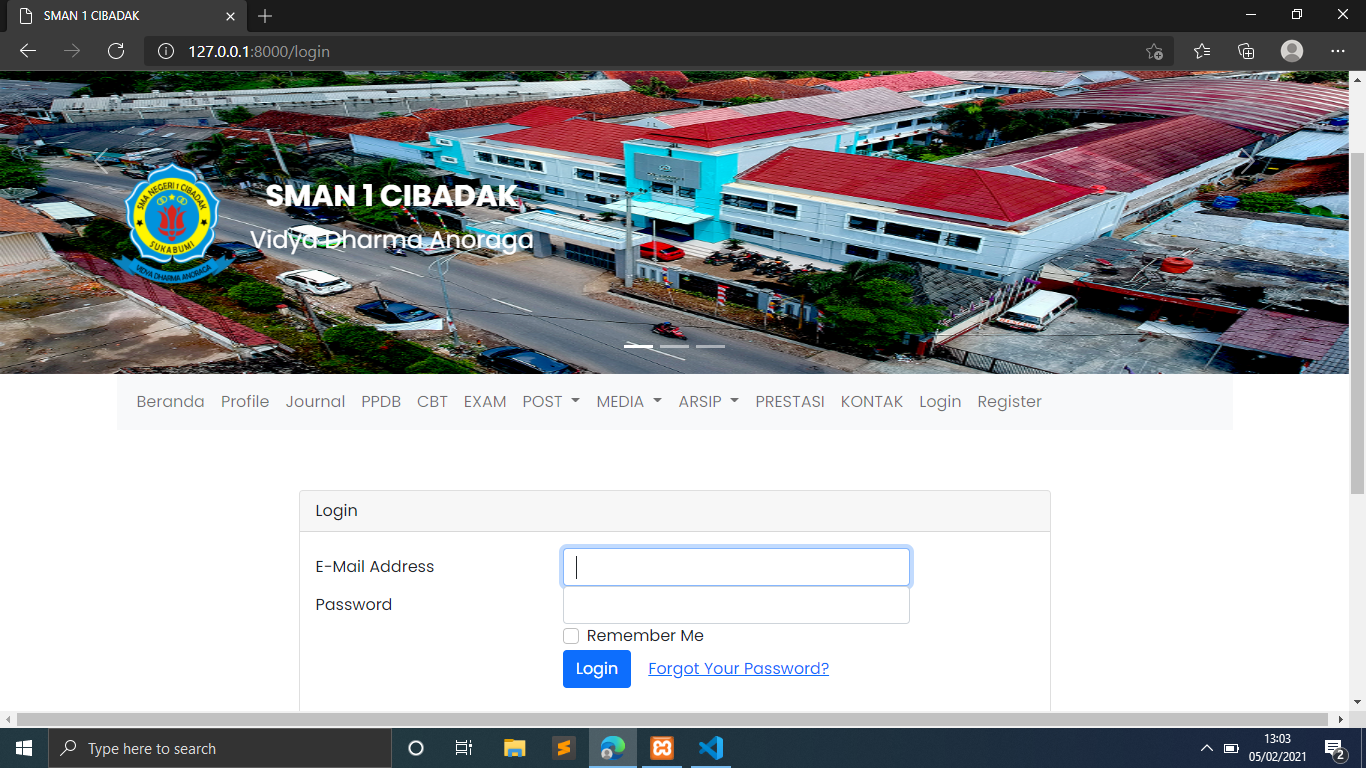 SMAN 1 CIBADAK
127.0.0.1:8000/login
SMA NEGERI 1 CIBADAK
SUKABUMI
VIDYA DHARMA ANORAGA
SMAN 1 CIBADAK
Vidya Dharma Anoraga
Beranda Profile Journal PPDB CBT EXAM POST MEDIA ARSIP PRESTASI KONTAK Login Register
Login
E-Mail Address
Password
Remember Me
Login Forgot Your Password?
Type here to search
13:03
05/02/2021
2